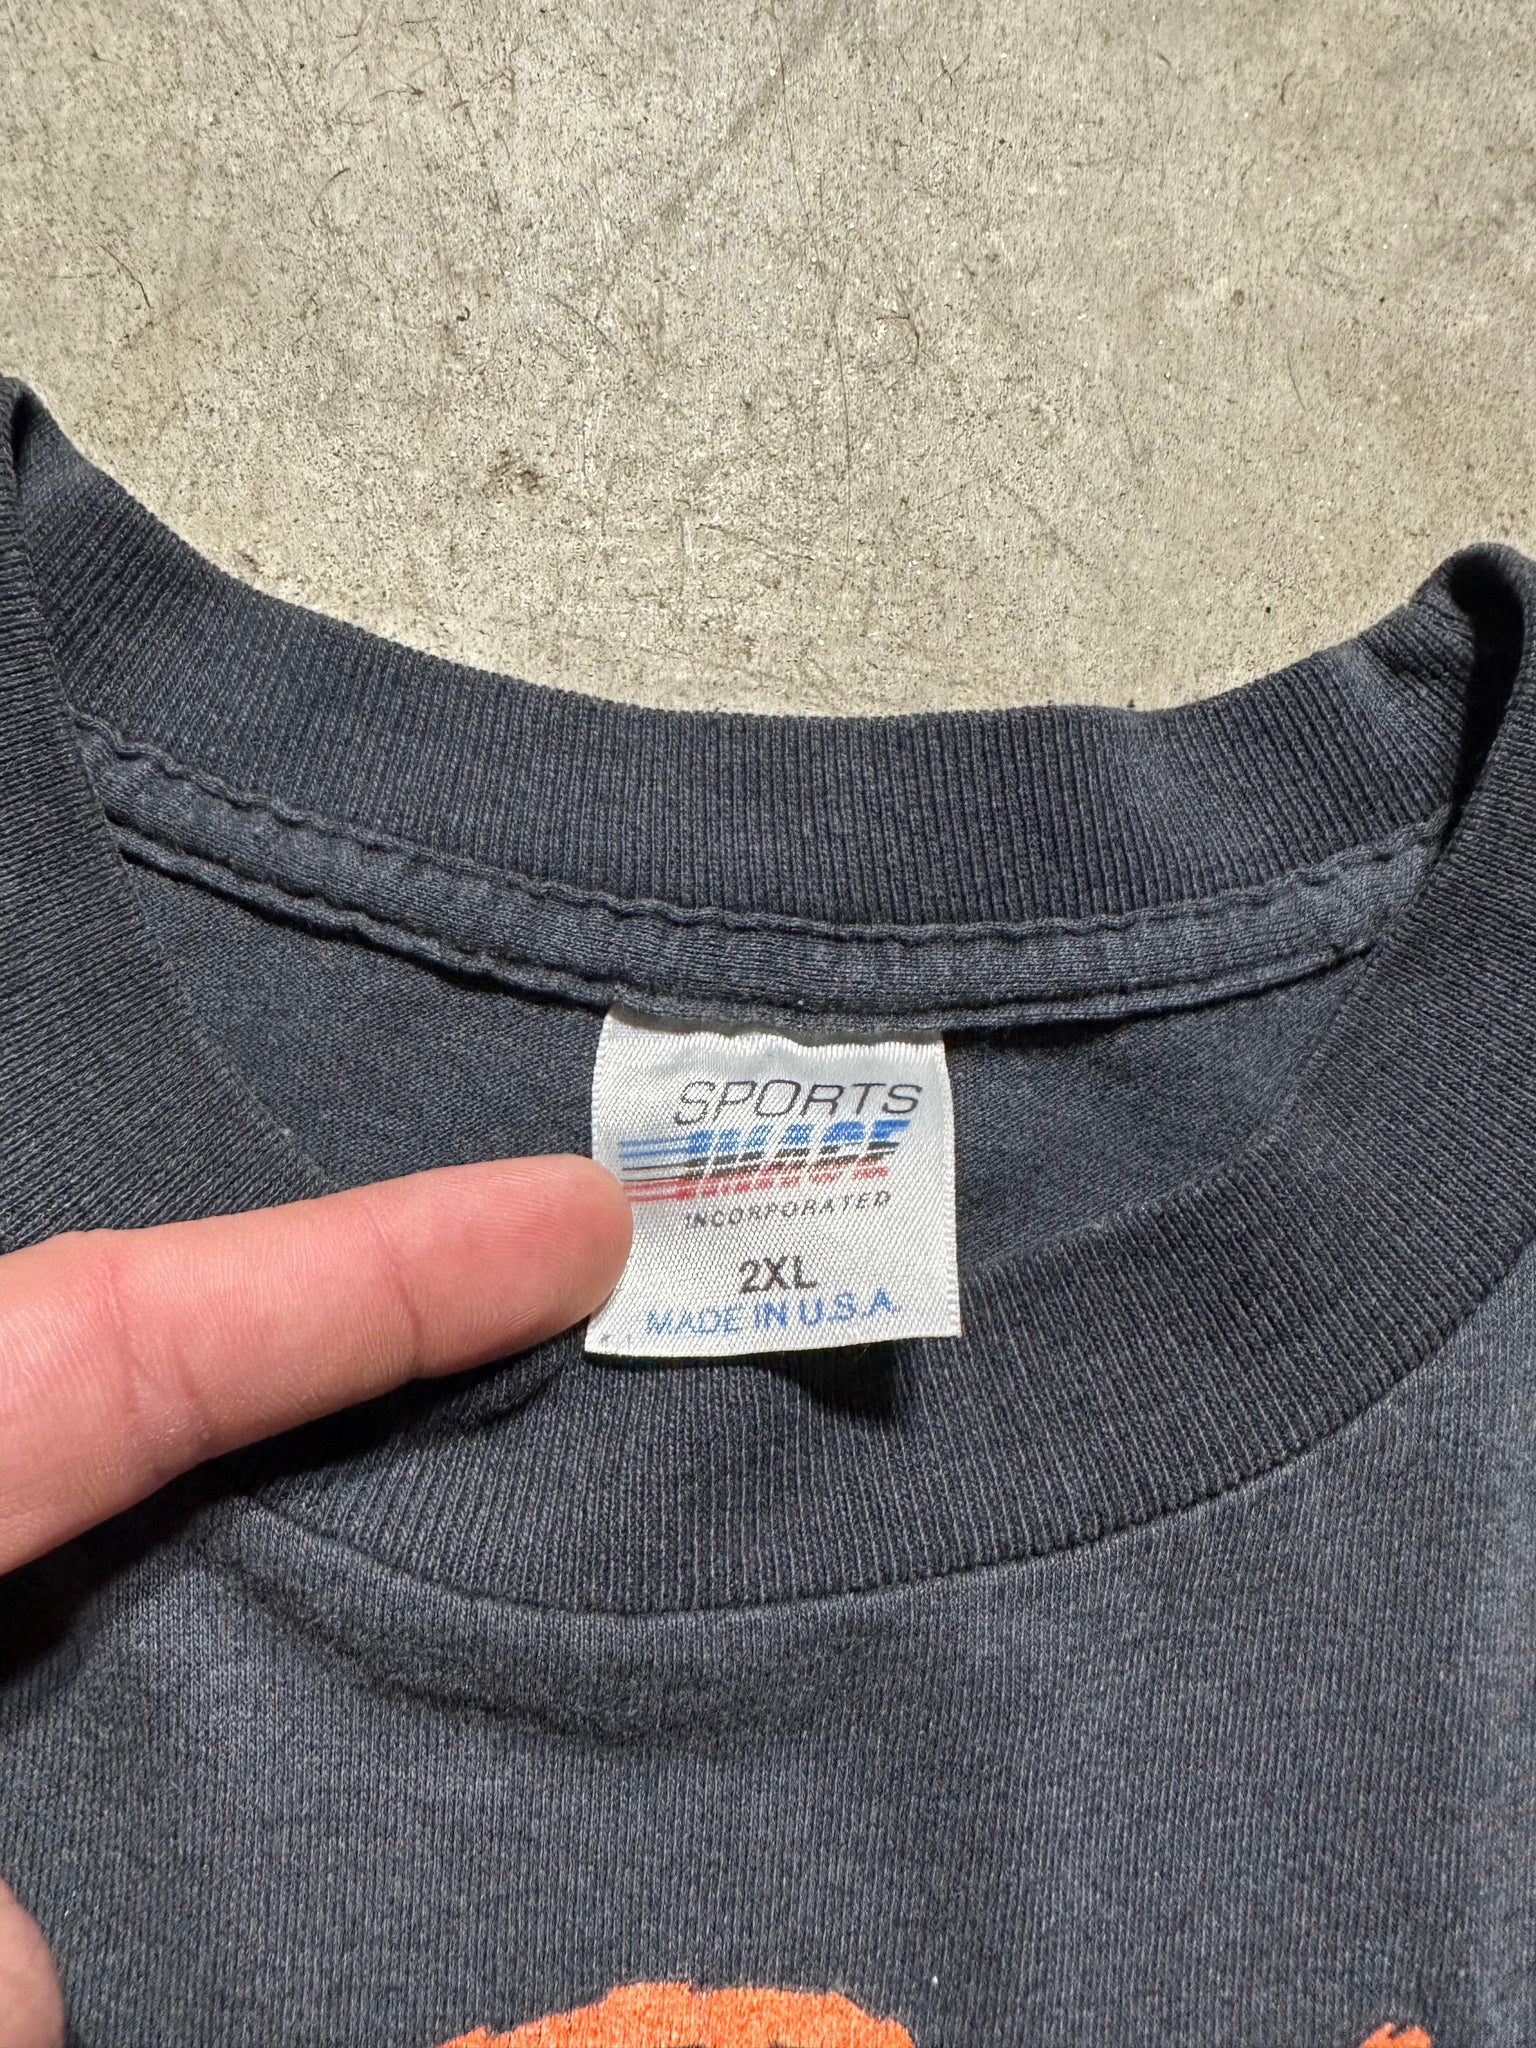 SPORTS
IMAGE
INCORPORATED
2XL
MADE IN U.S.A.